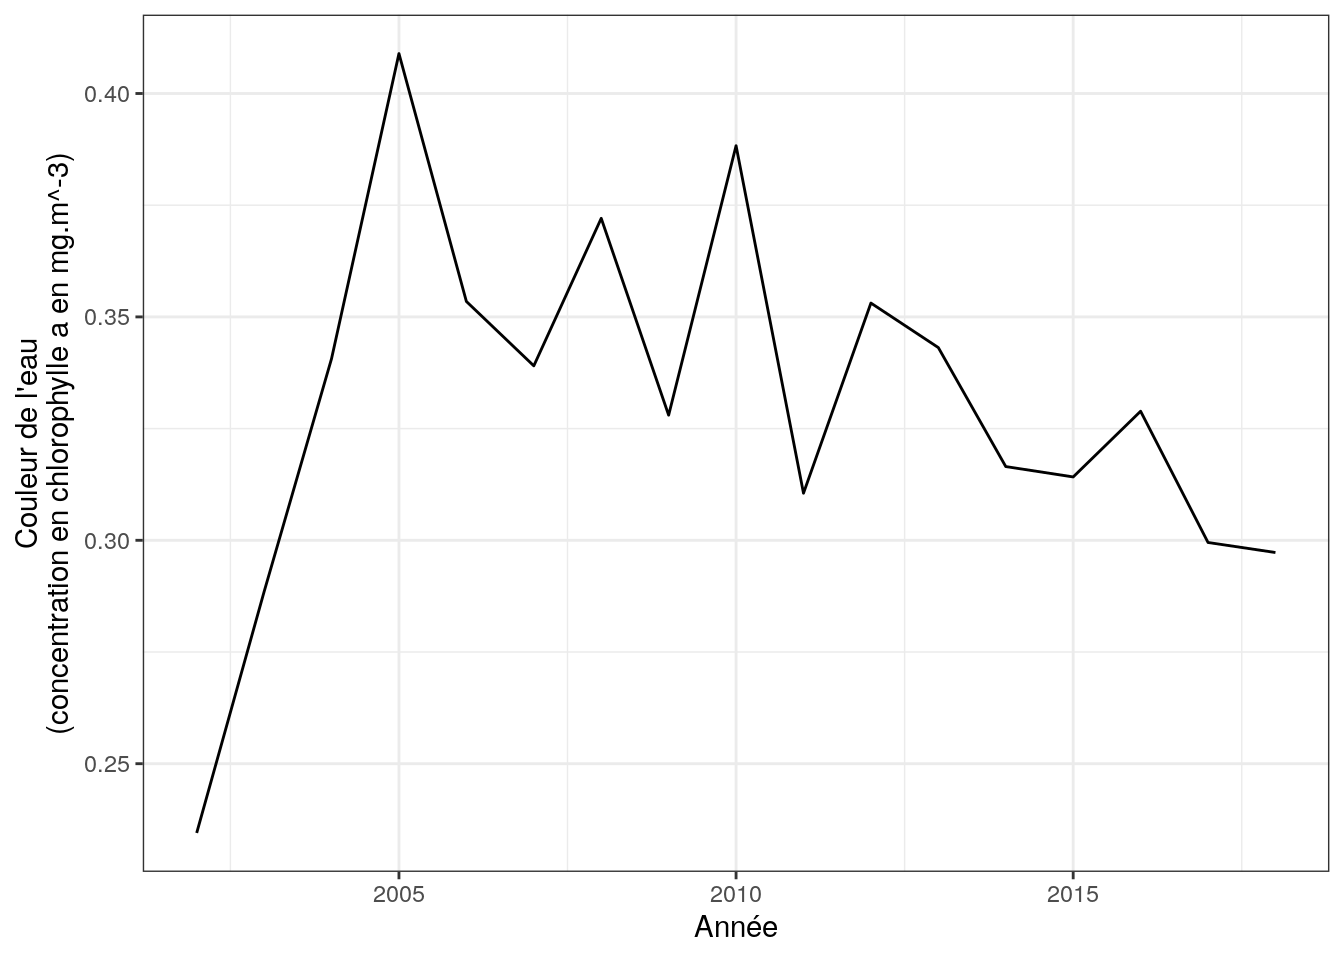 Couleur de l'eau
(concentration en chlorophylle a en mg.m^-3)
0.40
0.35
0.30
0.25
2005
2010
2015
Année